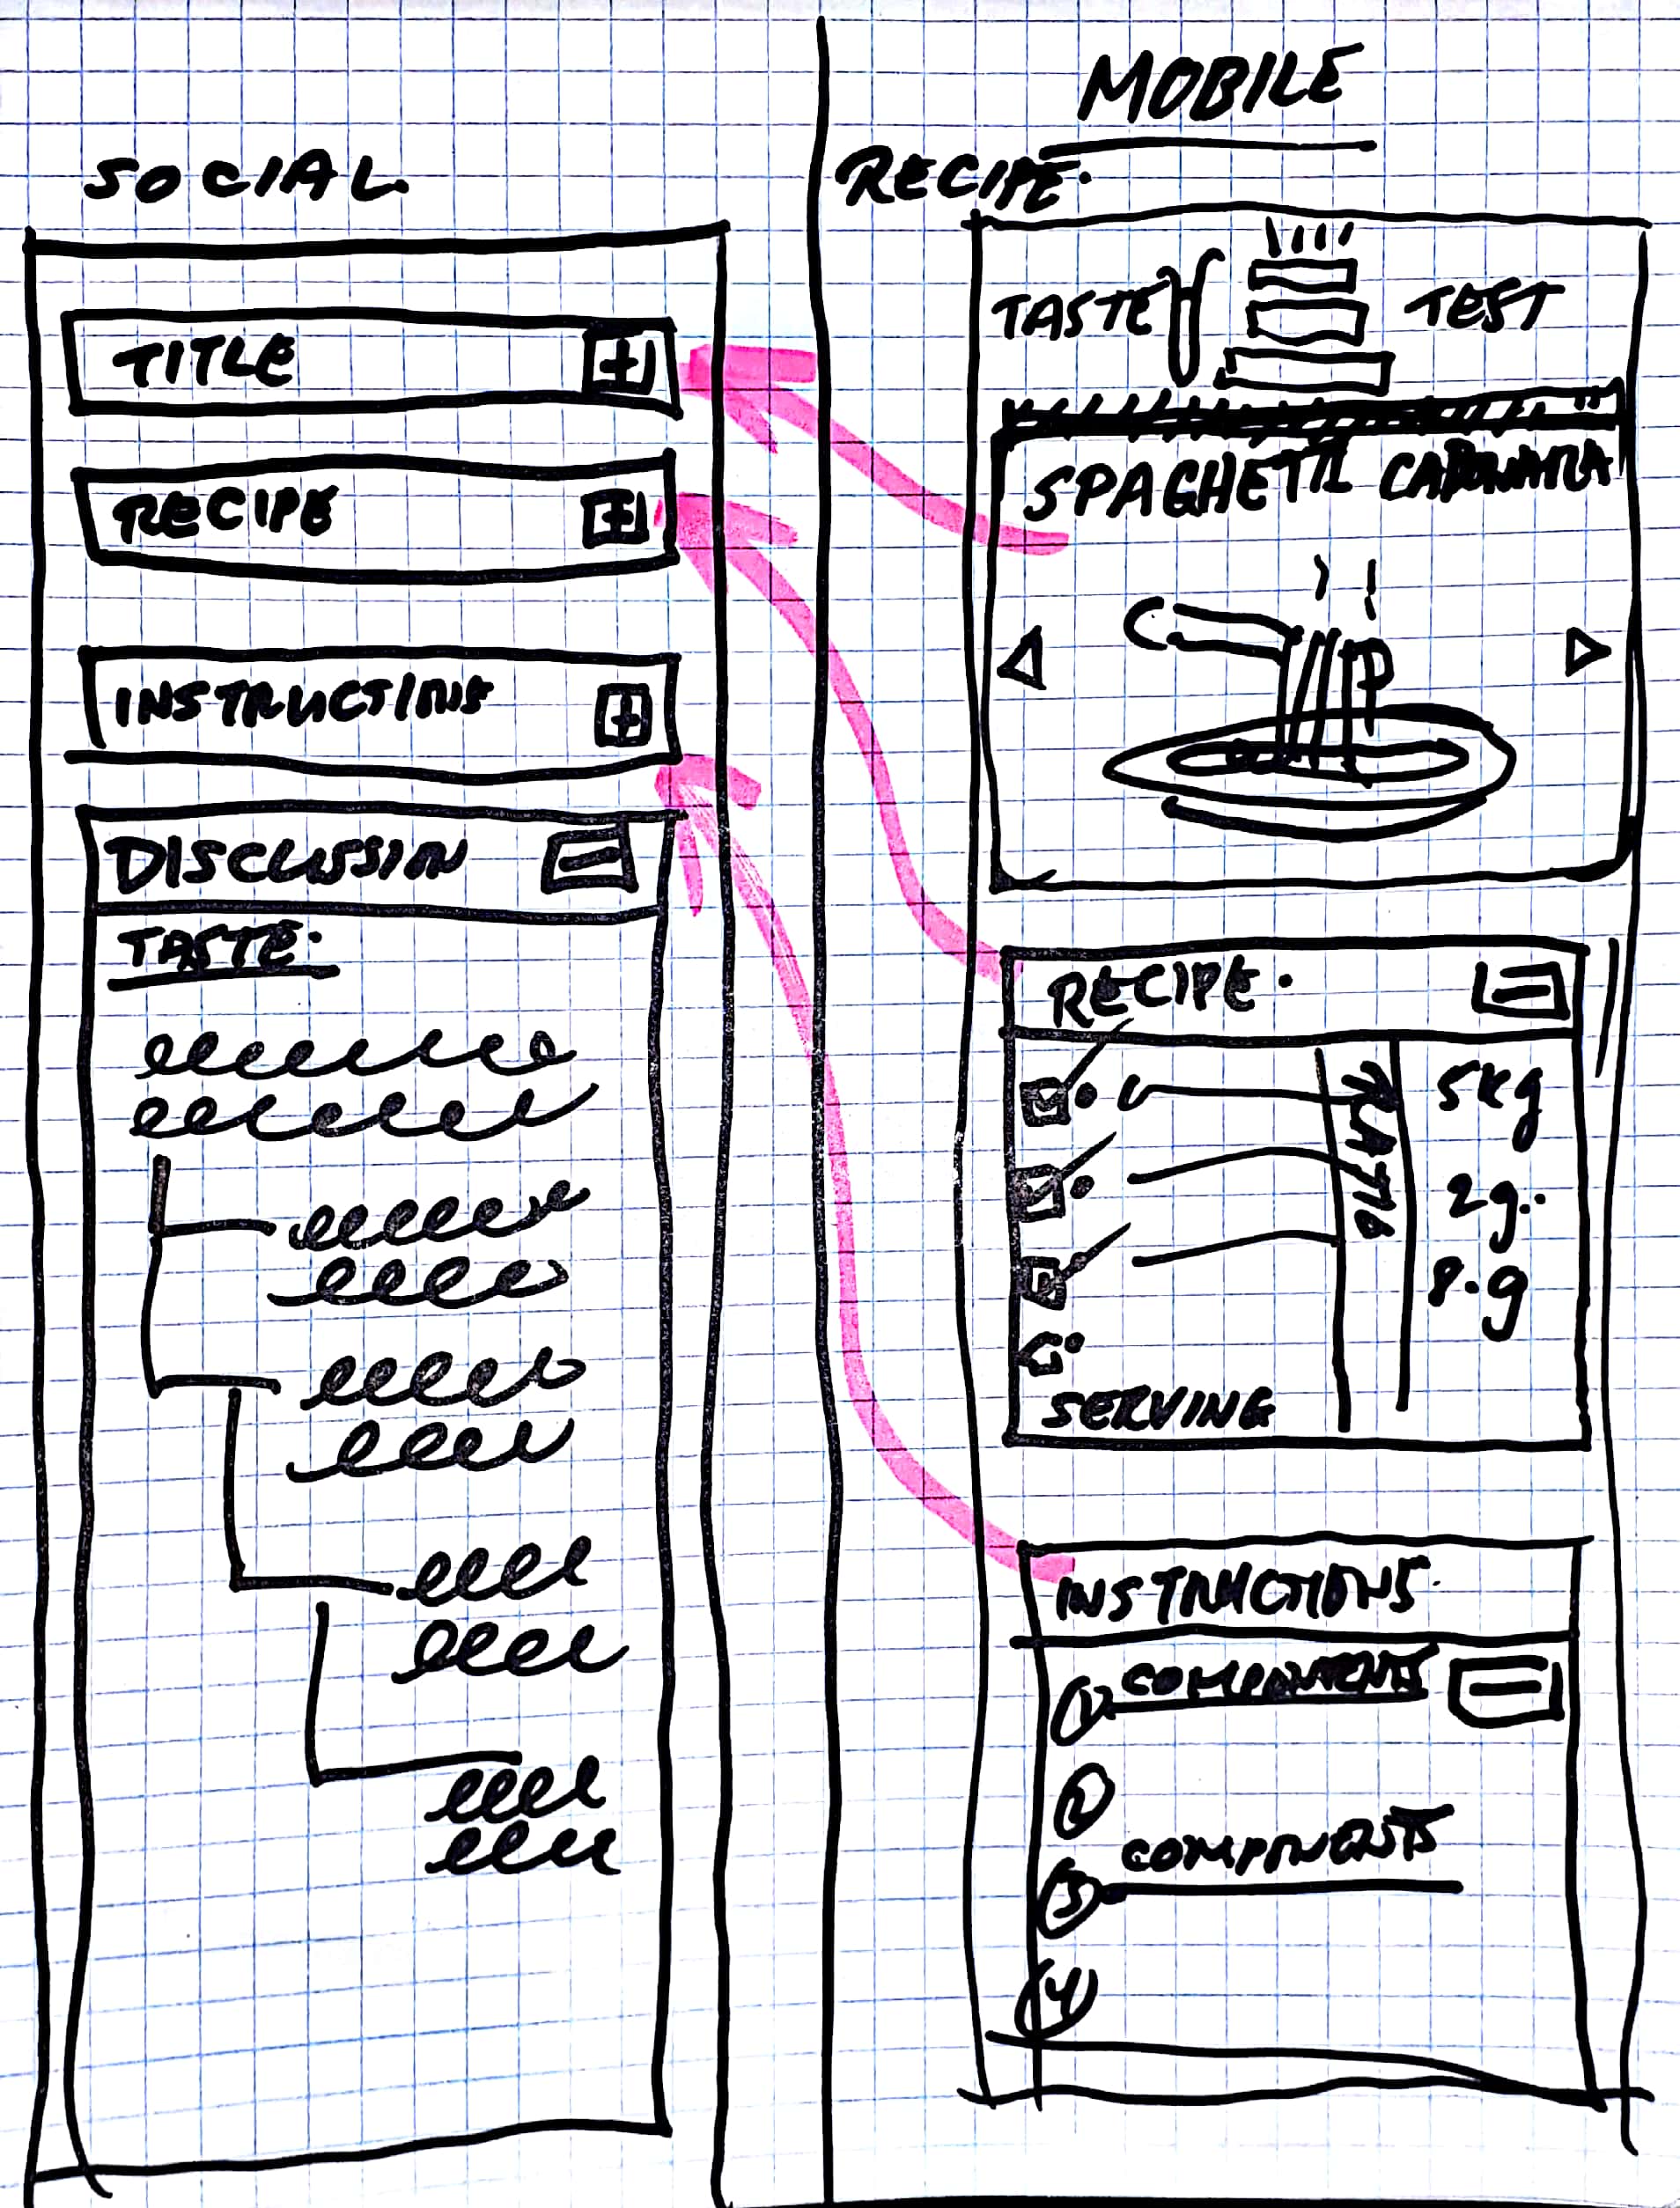 MOBILE
SOCIAL
TITLE
RECIPE
INSTRUCTIONS
DISCUSSION
TASTE
RECIPE
TASTE TEST
SPAGHETTI CARBONARA
RECIPE
RATIO
5kg
2g.
8.g
SERVING
INSTRUCTIONS
1 COMPONENTS
2
3 COMPONENTS
4